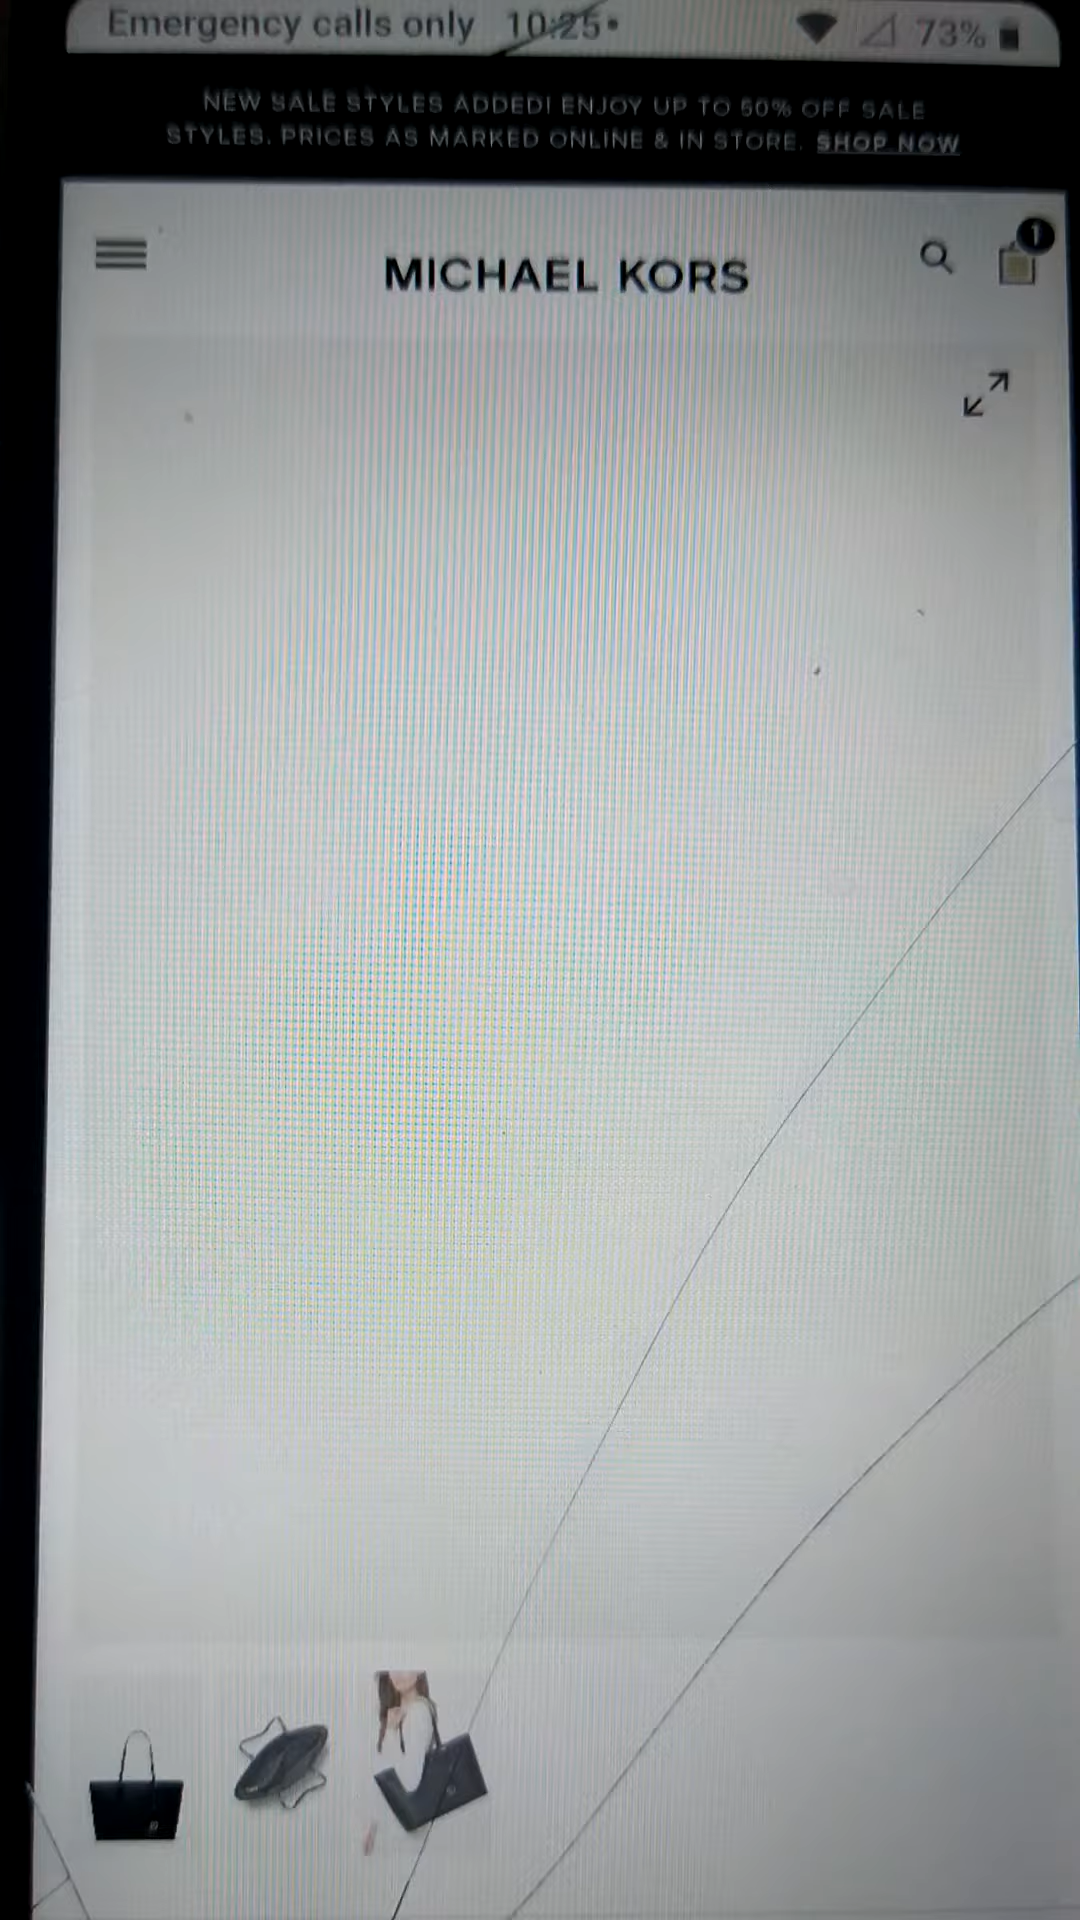 Emergency calls only 10:25 • 73%
NEW SALE STYLES ADDED! ENJOY UP TO 50% OFF SALE
STYLES. PRICES AS MARKED ONLINE & IN STORE. SHOP NOW
1
MICHAEL KORS